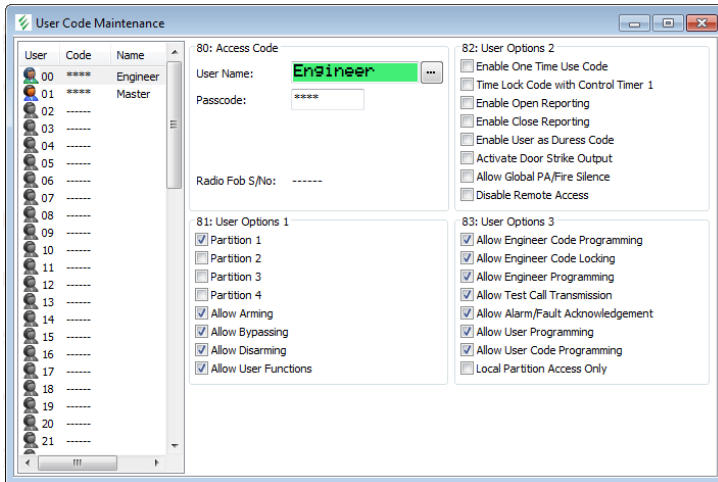 User Code Maintenance
User Code Name
00 **** Engineer
01 **** Master
02 ------
03 ------
04 ------
05 ------
06 ------
07 ------
08 ------
09 ------
10 ------
11 ------
12 ------
13 ------
14 ------
15 ------
16 ------
17 ------
18 ------
19 ------
20 ------
21 ------
80: Access Code
User Name: Engineer ...
Passcode: ****
Radio Fob S/No: ------
81: User Options 1
Partition 1
Partition 2
Partition 3
Partition 4
Allow Arming
Allow Bypassing
Allow Disarming
Allow User Functions
82: User Options 2
Enable One Time Use Code
Time Lock Code with Control Timer 1
Enable Open Reporting
Enable Close Reporting
Enable User as Duress Code
Activate Door Strike Output
Allow Global PA/Fire Silence
Disable Remote Access
83: User Options 3
Allow Engineer Code Programming
Allow Engineer Code Locking
Allow Engineer Programming
Allow Test Call Transmission
Allow Alarm/Fault Acknowledgement
Allow User Programming
Allow User Code Programming
Local Partition Access Only